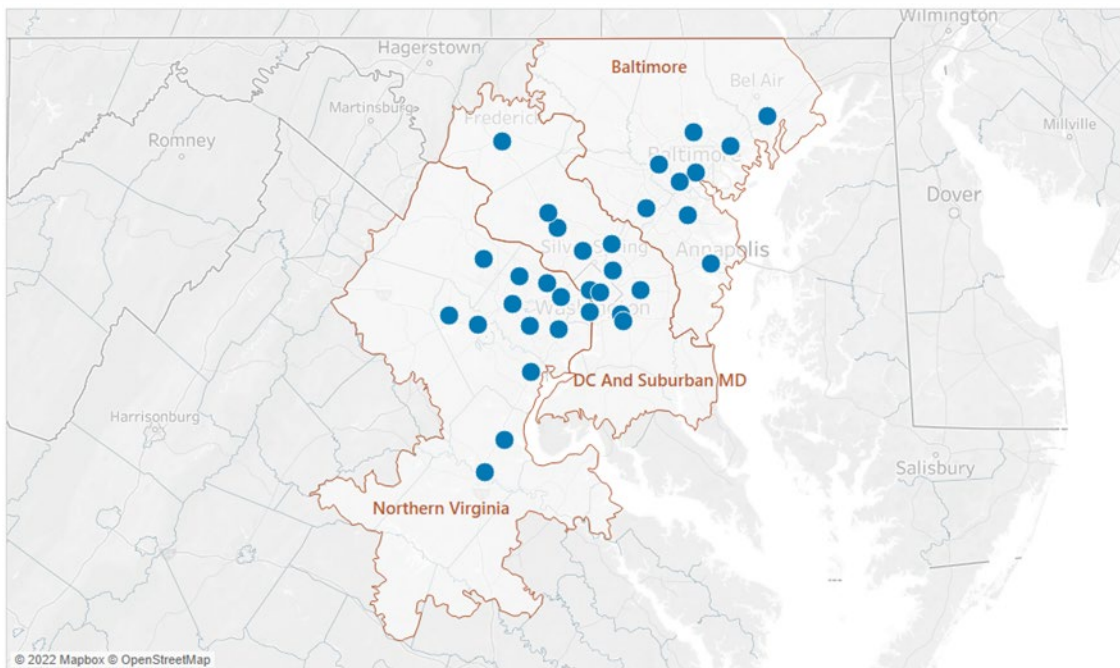 Wilmington
Hagerstown
Baltimore
Bel Air
Martinsburg
Frederick
Millville
Romney
Baltimore
Dover
Silver Spring
Annapolis
Washington
DC And Suburban MD
Harrisonburg
Salisbury
Northern Virginia
© 2022 Mapbox © OpenStreetMap